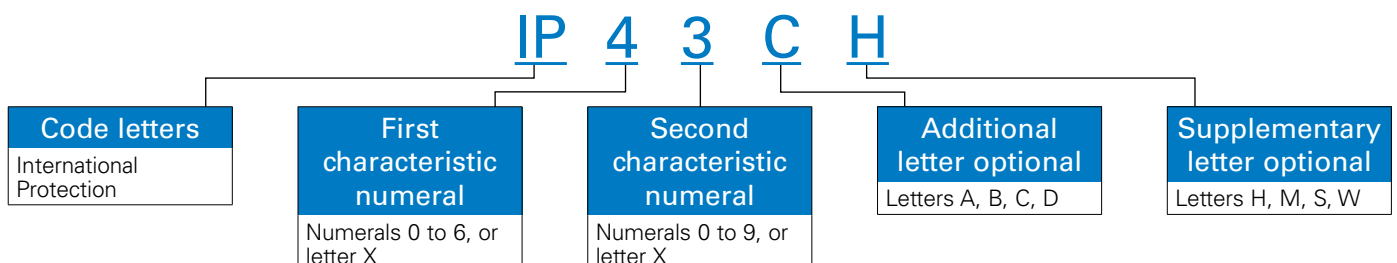 IP 4 3 C H
Code letters
International
Protection
First
characteristic
numeral
Numerals 0 to 6, or
letter X
Second
characteristic
numeral
Numerals 0 to 9, or
letter X
Additional
letter optional
Letters A, B, C, D
Supplementary
letter optional
Letters H, M, S, W